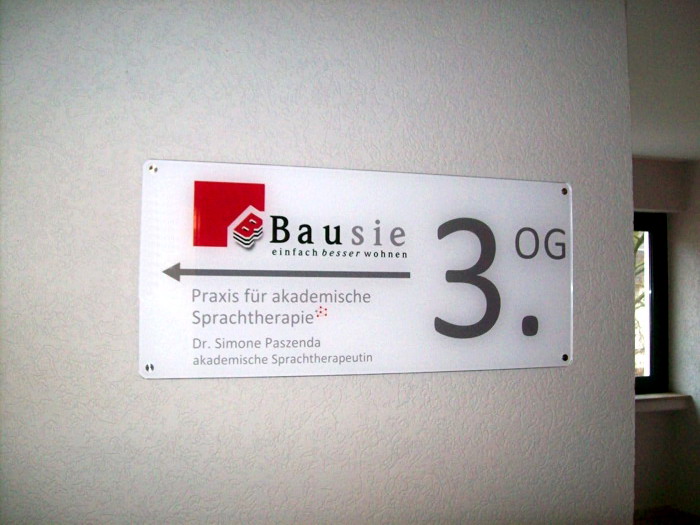 Bausie
einfach besser wohnen
Praxis für akademische
Sprachtherapie
Dr. Simone Paszenda
akademische Sprachtherapeutin
3. OG